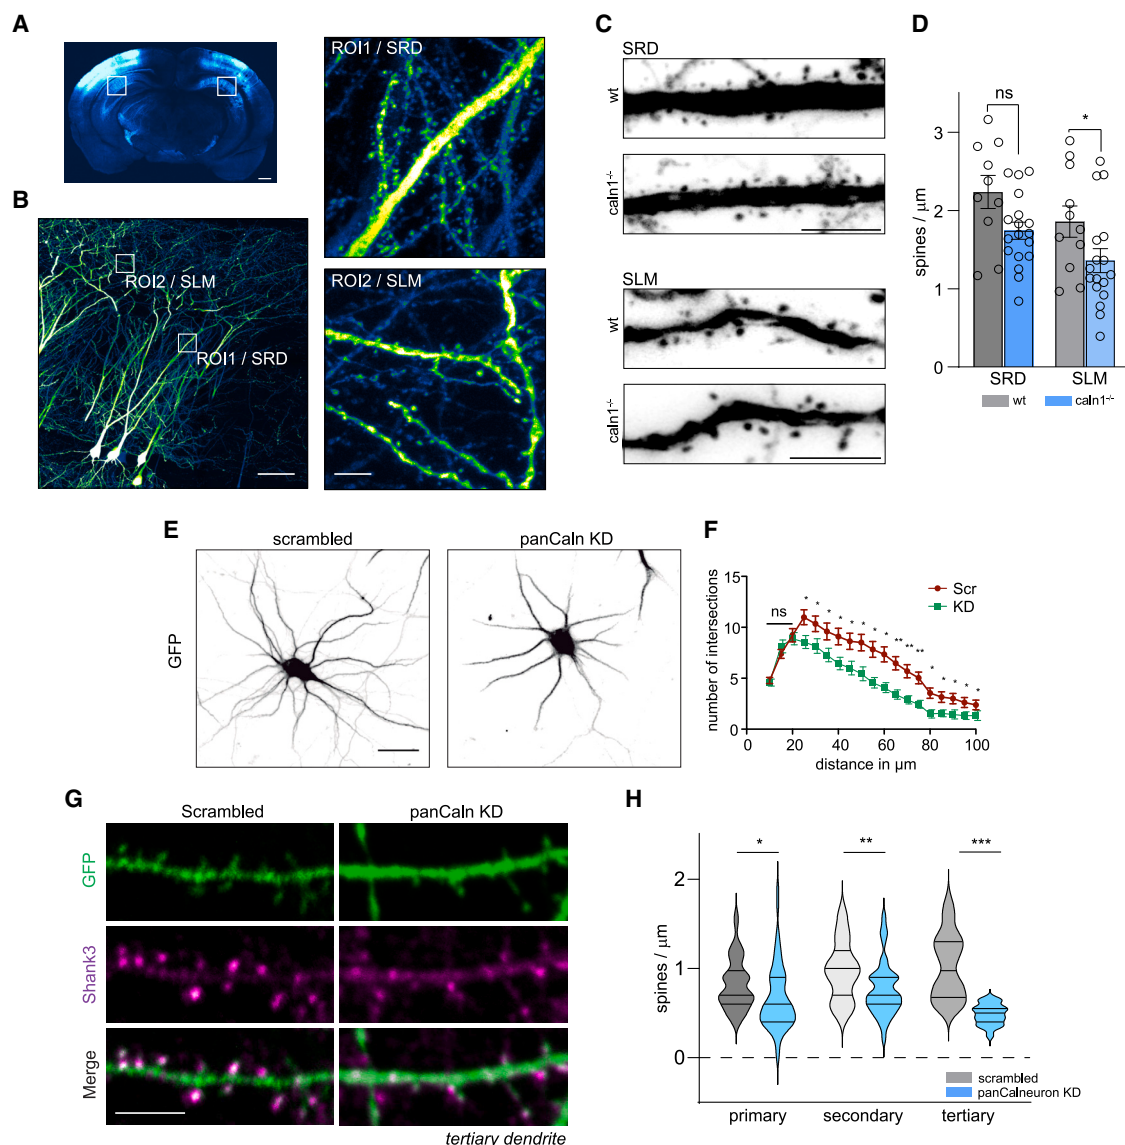 A
ROI1 / SRD
B
ROI2 / SLM
ROI1 / SRD
ROI2 / SLM
C
SRD
wt
caln1-/-
SLM
wt
caln1-/-
D
spines / µm
3
2
1
0
ns
*
SRD
SLM
wt
caln1-/-
E
scrambled
panCaln KD
GFP
F
number of intersections
15
10
5
0
ns
* * * * * * * * ** ** ** * * * * *
Scr
KD
0 20 40 60 80 100
distance in µm
G
Scrambled
panCaln KD
GFP
Shank3
Merge
tertiary dendrite
H
spines / µm
2
1
0
*
**
***
scrambled
panCalneuron KD
primary
secondary
tertiary